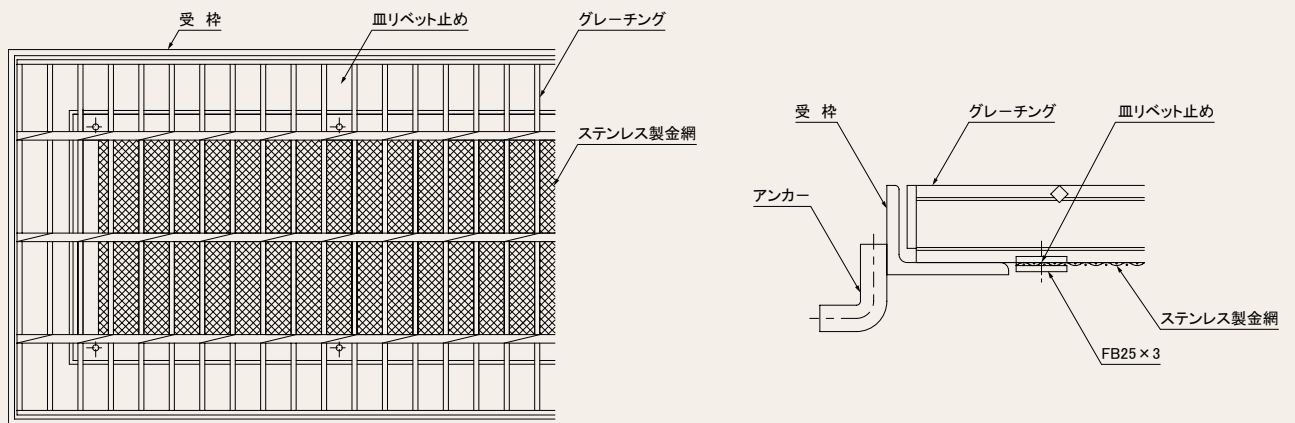 受 枠
皿リベット止め
グレーチング
ステンレス製金網
受 枠
グレーチング
皿リベット止め
アンカー
ステンレス製金網
FB25×3